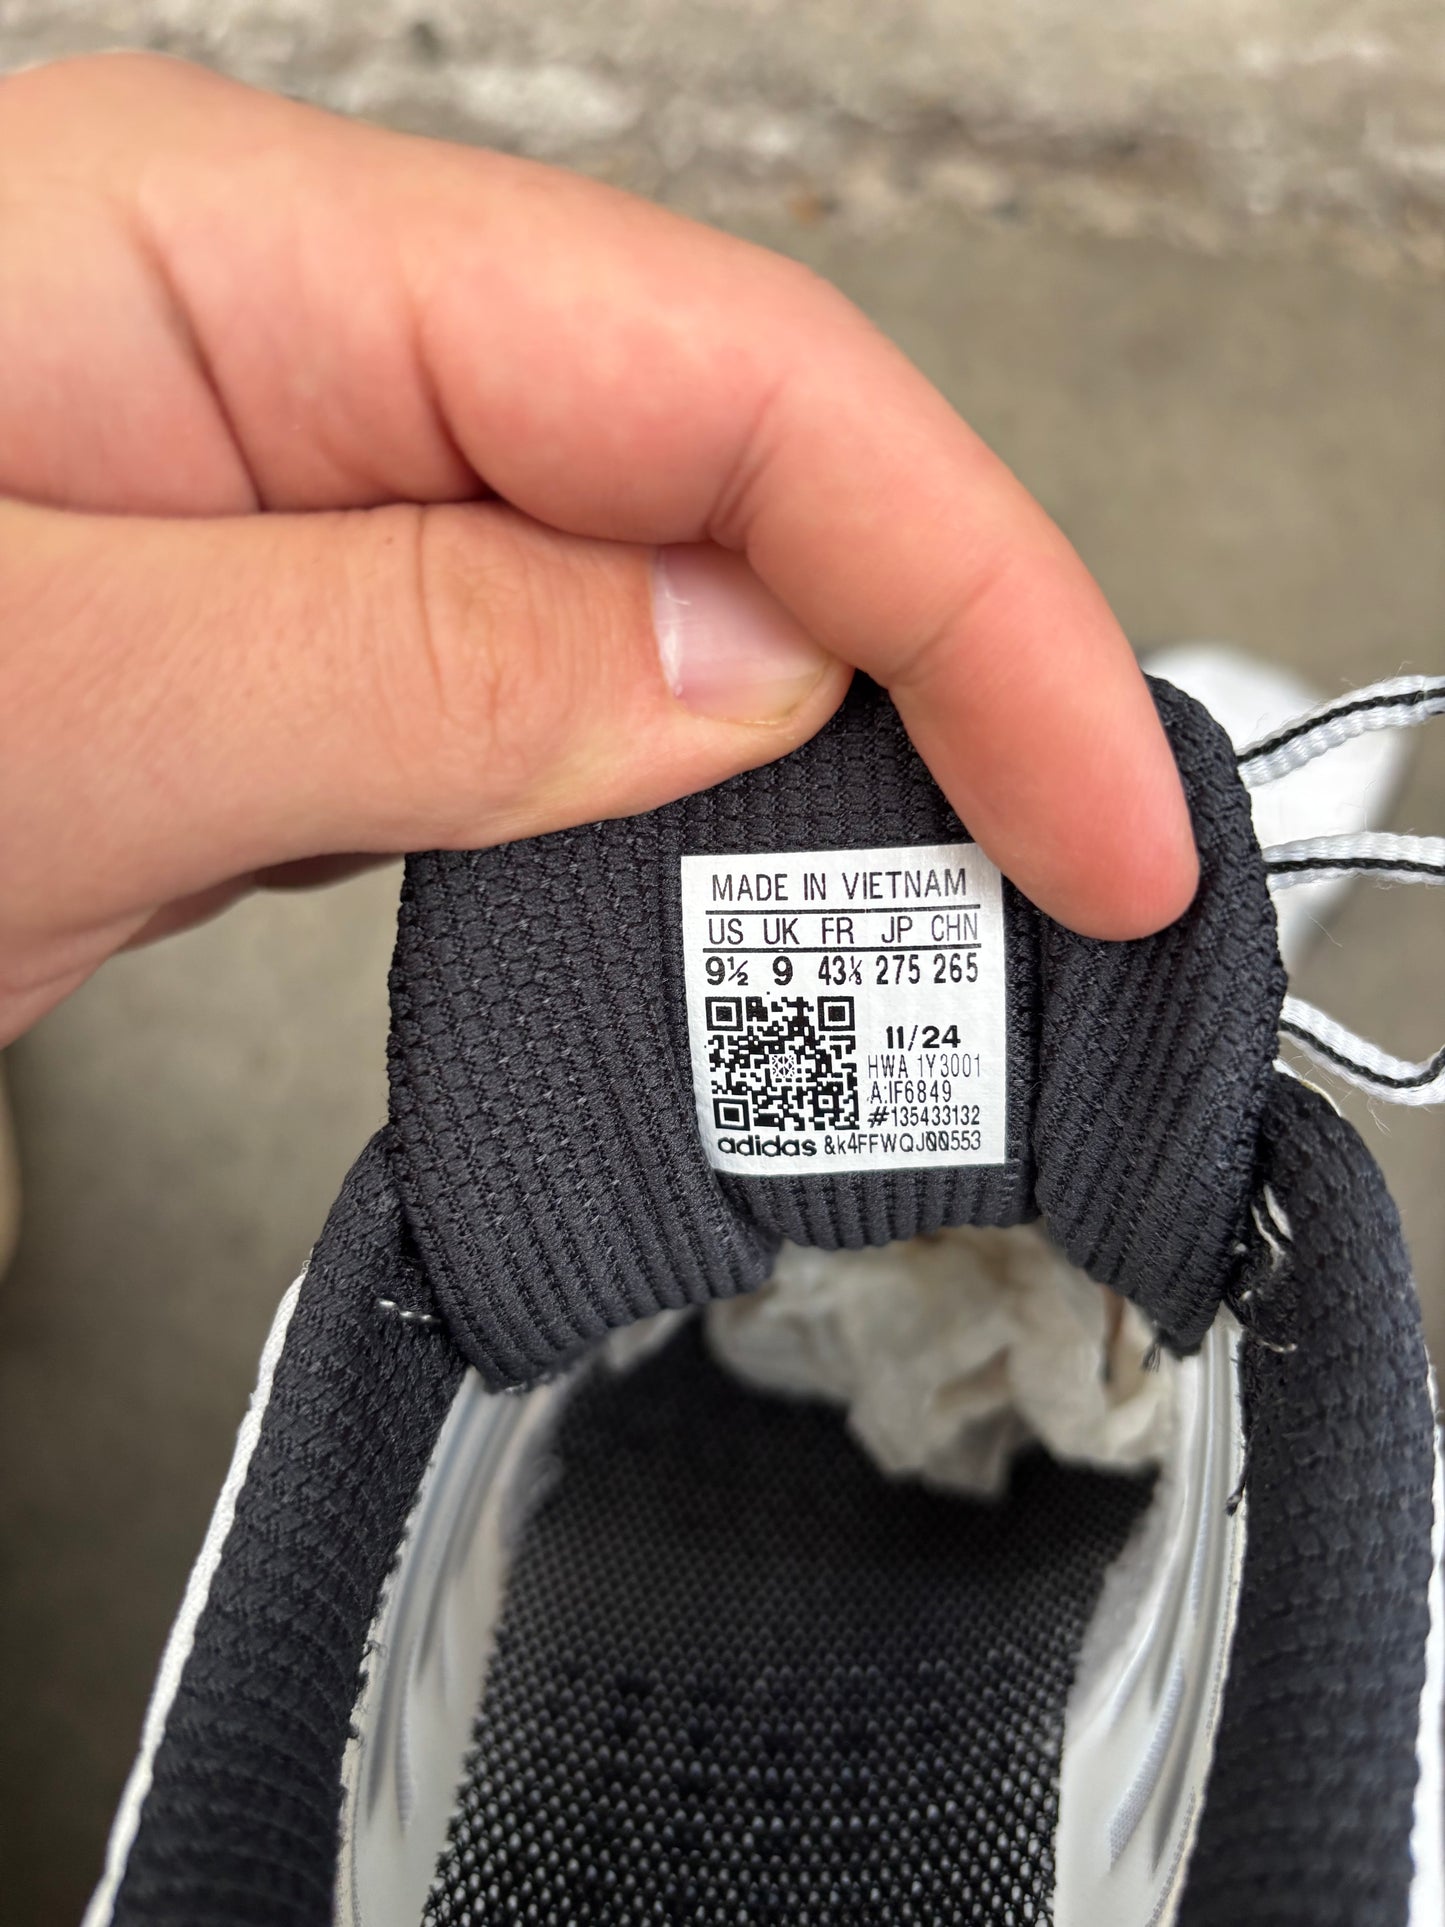 MADE IN VIETNAM
US UK FR JP CHN
9½ 9 43⅓ 275 265
11/24
HWA 1Y3001
A:IF6849
#135433132
adidas &k4FFWQJ00553